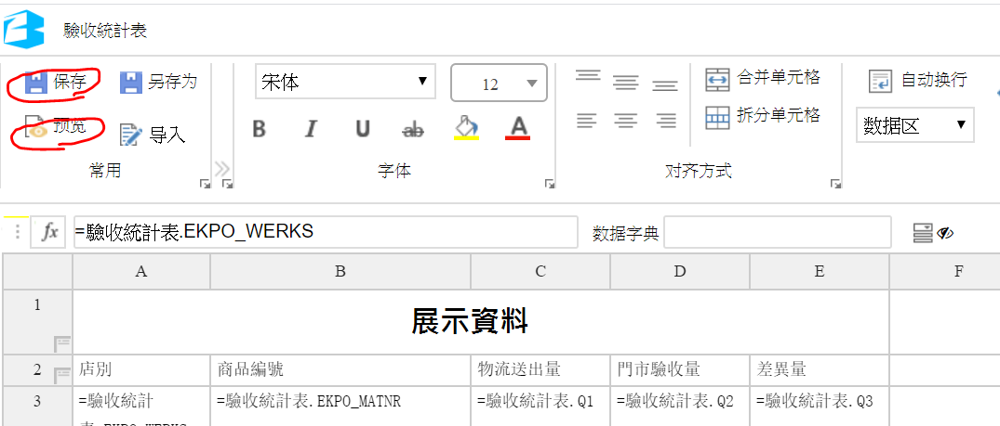 驗收統計表
保存 另存为
宋体 12
合并单元格
自动换行
预览 导入
B I U ab A
拆分单元格
数据区
常用 字体 对齐方式
fx =驗收統計表.EKPO_WERKS 数据字典
A B C D E F
1 展示資料
2 店別 商品編號 物流送出量 門市驗收量 差異量
3 =驗收統計 =驗收統計表.EKPO_MATNR =驗收統計表.Q1 =驗收統計表.Q2 =驗收統計表.Q3
表.EKPO_WERKS